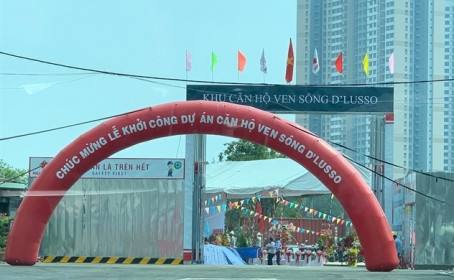 KHU CĂN HỘ VEN SÔNG D'LUSSO
CHÚC MỪNG LỄ KHỞI CÔNG DỰ ÁN CĂN HỘ VEN SÔNG D'LUSSO
LÀ TRÊN HẾT
SAFETY FIRST